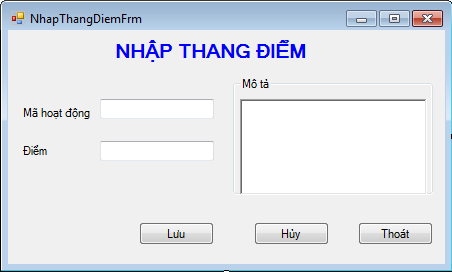 NhapThangDiemFrm
NHẬP THANG ĐIỂM
Mô tả
Mã hoạt động
Điểm
Lưu
Hủy
Thoát